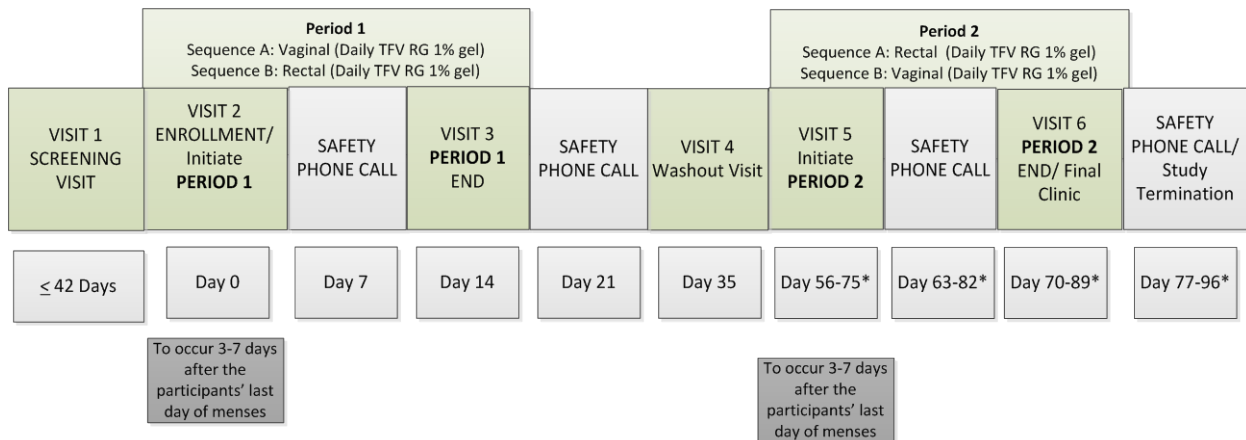 Period 1
Sequence A: Vaginal (Daily TFV RG 1% gel)
Sequence B: Rectal (Daily TFV RG 1% gel)
Period 2
Sequence A: Rectal (Daily TFV RG 1% gel)
Sequence B: Vaginal (Daily TFV RG 1% gel)
VISIT 1
SCREENING
VISIT
VISIT 2
ENROLLMENT/
Initiate
PERIOD 1
SAFETY
PHONE CALL
VISIT 3
PERIOD 1
END
SAFETY
PHONE CALL
VISIT 4
Washout Visit
VISIT 5
Initiate
PERIOD 2
SAFETY
PHONE CALL
VISIT 6
PERIOD 2
END/ Final
Clinic
SAFETY
PHONE CALL/
Study
Termination
≤ 42 Days
Day 0
Day 7
Day 14
Day 21
Day 35
Day 56-75*
Day 63-82*
Day 70-89*
Day 77-96*
To occur 3-7 days
after the
participants' last
day of menses
To occur 3-7 days
after the
participants' last
day of menses